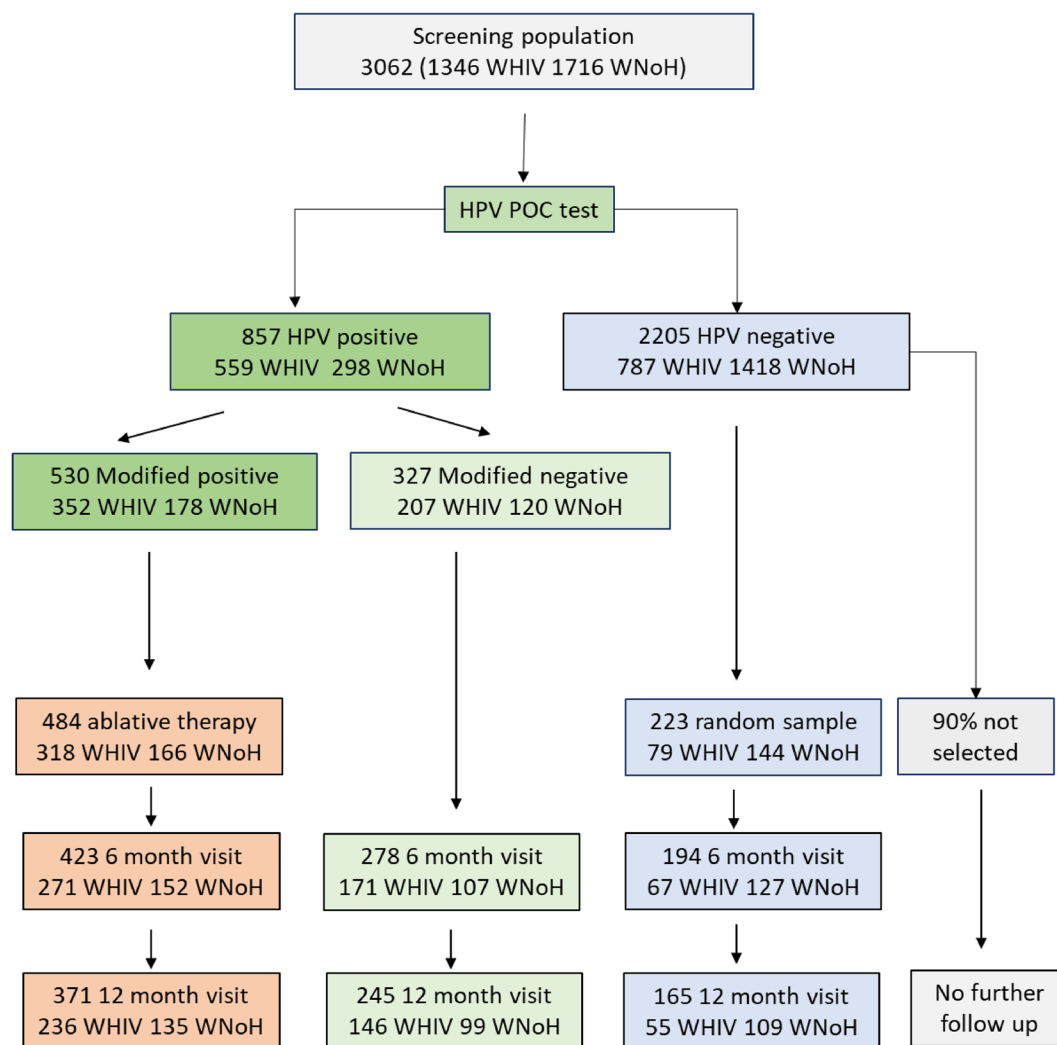 Screening population
3062 (1346 WHIV 1716 WNoH)
HPV POC test
857 HPV positive
559 WHIV 298 WNoH
2205 HPV negative
787 WHIV 1418 WNoH
530 Modified positive
352 WHIV 178 WNoH
327 Modified negative
207 WHIV 120 WNoH
484 ablative therapy
318 WHIV 166 WNoH
223 random sample
79 WHIV 144 WNoH
90% not
selected
423 6 month visit
271 WHIV 152 WNoH
278 6 month visit
171 WHIV 107 WNoH
194 6 month visit
67 WHIV 127 WNoH
371 12 month visit
236 WHIV 135 WNoH
245 12 month visit
146 WHIV 99 WNoH
165 12 month visit
55 WHIV 109 WNoH
No further
follow up